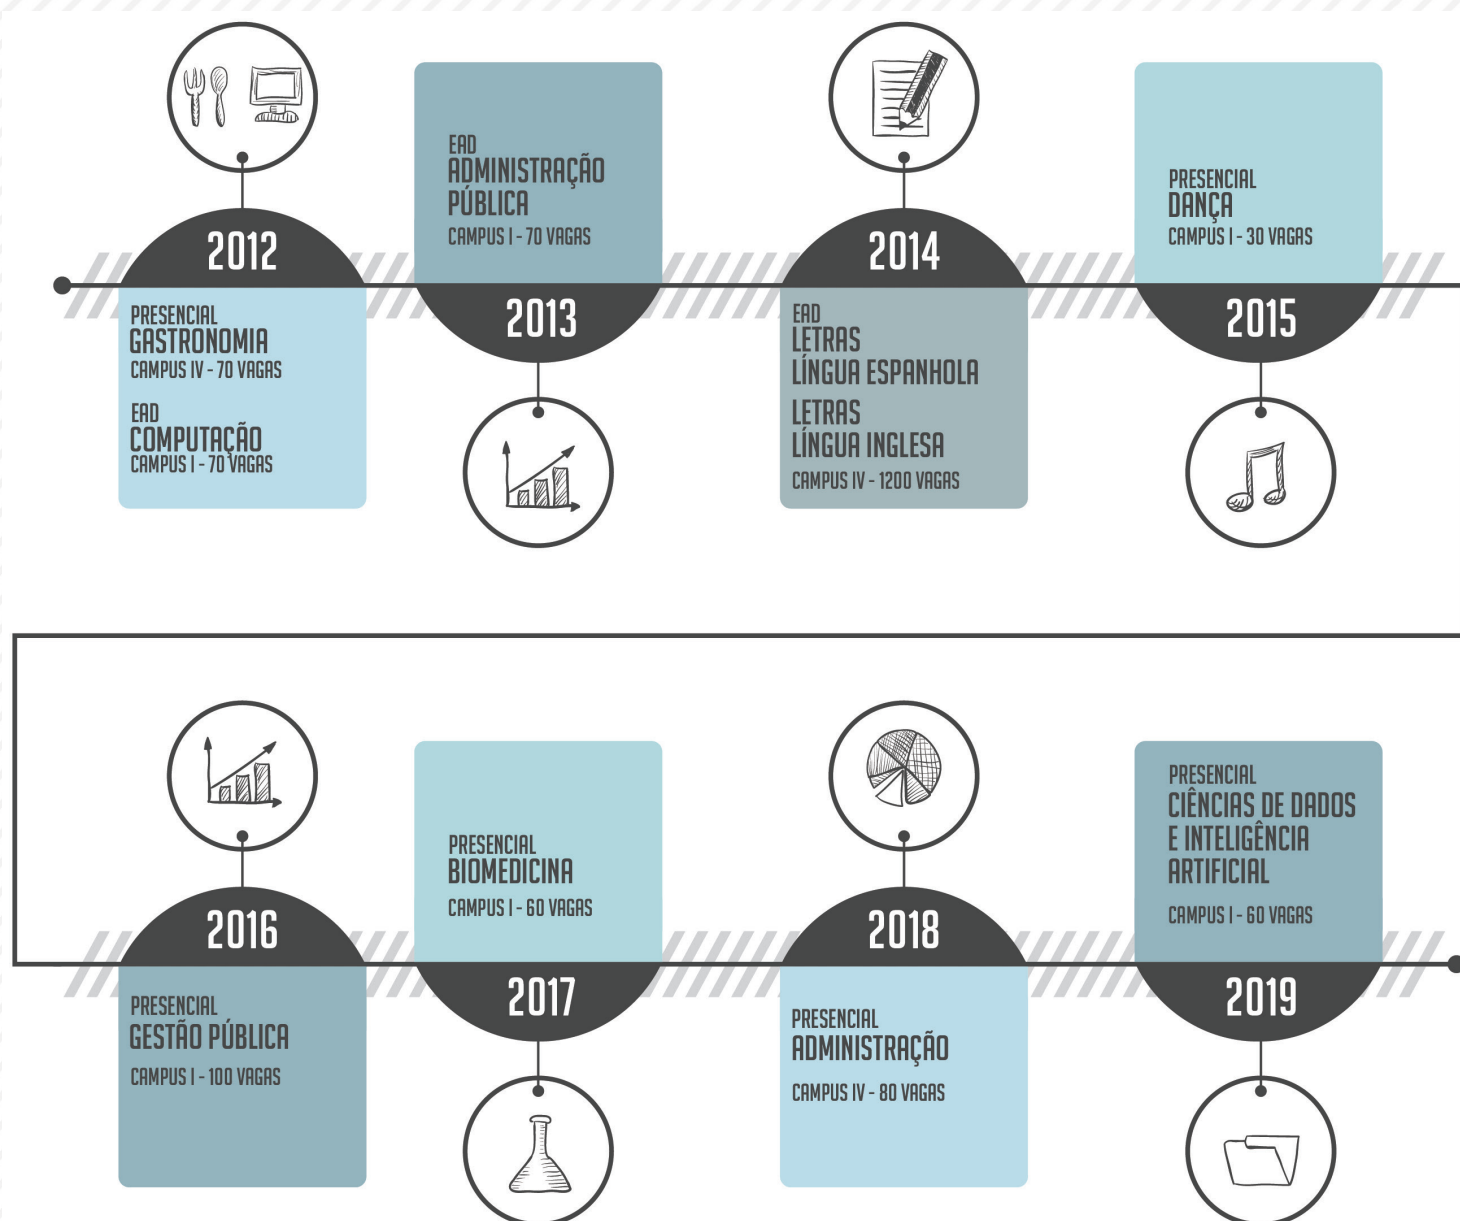 2012
PRESENCIAL
GASTRONOMIA
CAMPUS IV - 70 VAGAS
EAD
COMPUTAÇÃO
CAMPUS I - 70 VAGAS
EAD
ADMINISTRAÇÃO
PÚBLICA
CAMPUS I - 70 VAGAS
2013
2014
EAD
LETRAS
LÍNGUA ESPANHOLA
LETRAS
LÍNGUA INGLESA
CAMPUS IV - 1200 VAGAS
PRESENCIAL
DANÇA
CAMPUS I - 30 VAGAS
2015
2016
PRESENCIAL
GESTÃO PÚBLICA
CAMPUS I - 100 VAGAS
PRESENCIAL
BIOMEDICINA
CAMPUS I - 60 VAGAS
2017
2018
PRESENCIAL
ADMINISTRAÇÃO
CAMPUS IV - 80 VAGAS
PRESENCIAL
CIÊNCIAS DE DADOS
E INTELIGÊNCIA
ARTIFICIAL
CAMPUS I - 60 VAGAS
2019